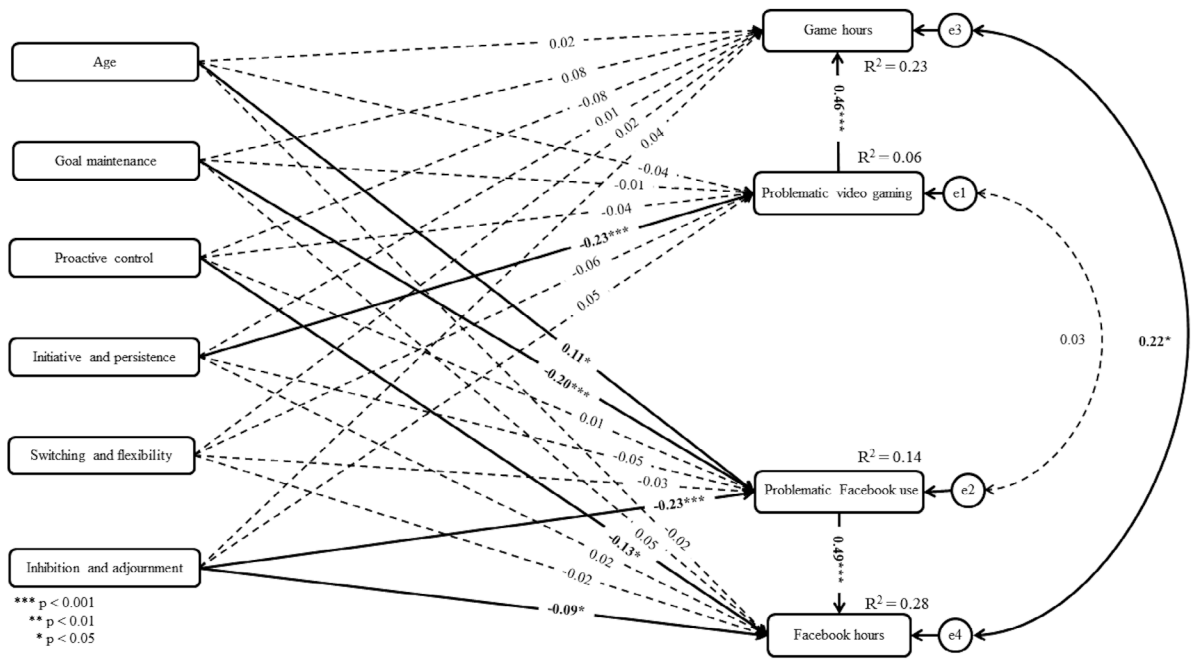 Age
Goal maintenance
Proactive control
Initiative and persistence
Switching and flexibility
Inhibition and adjournment
*** p < 0.001
** p < 0.01
* p < 0.05
0.02
0.08
-0.08
0.01
0.02
0.04
-0.04
-0.01
-0.04
-0.23***
-0.06
0.05
0.11*
-0.20***
0.01
-0.05
-0.03
-0.23***
-0.02
0.05
-0.13*
0.02
-0.02
-0.09*
Game hours
e3
R² = 0.23
0.46***
R² = 0.06
Problematic video gaming
e1
0.03
0.22*
R² = 0.14
Problematic Facebook use
e2
0.49***
R² = 0.28
Facebook hours
e4